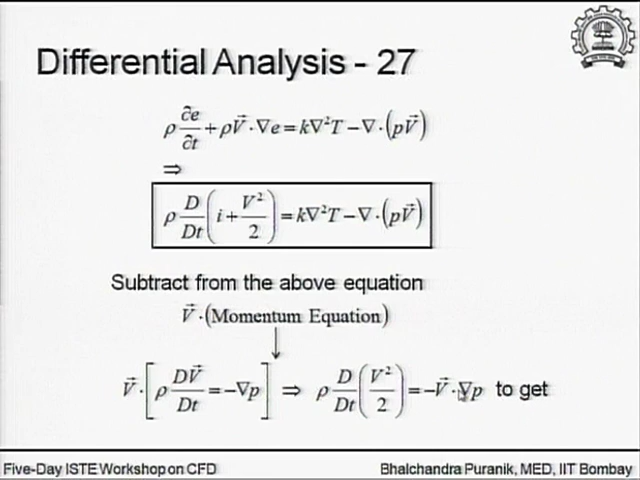 Differential Analysis - 27
ρ ∂e/∂t + ρV⃗ · ∇e = k∇²T − ∇ · (pV⃗)
⇒
ρ D/Dt (i + V²/2) = k∇²T − ∇ · (pV⃗)
Subtract from the above equation
V⃗ · (Momentum Equation)
↓
V⃗ · [ρ DV⃗/Dt = −∇p] ⇒ ρ D/Dt (V²/2) = −V⃗ · ∇p to get
Five-Day ISTE Workshop on CFD Bhalchandra Puranik, MED, IIT Bombay